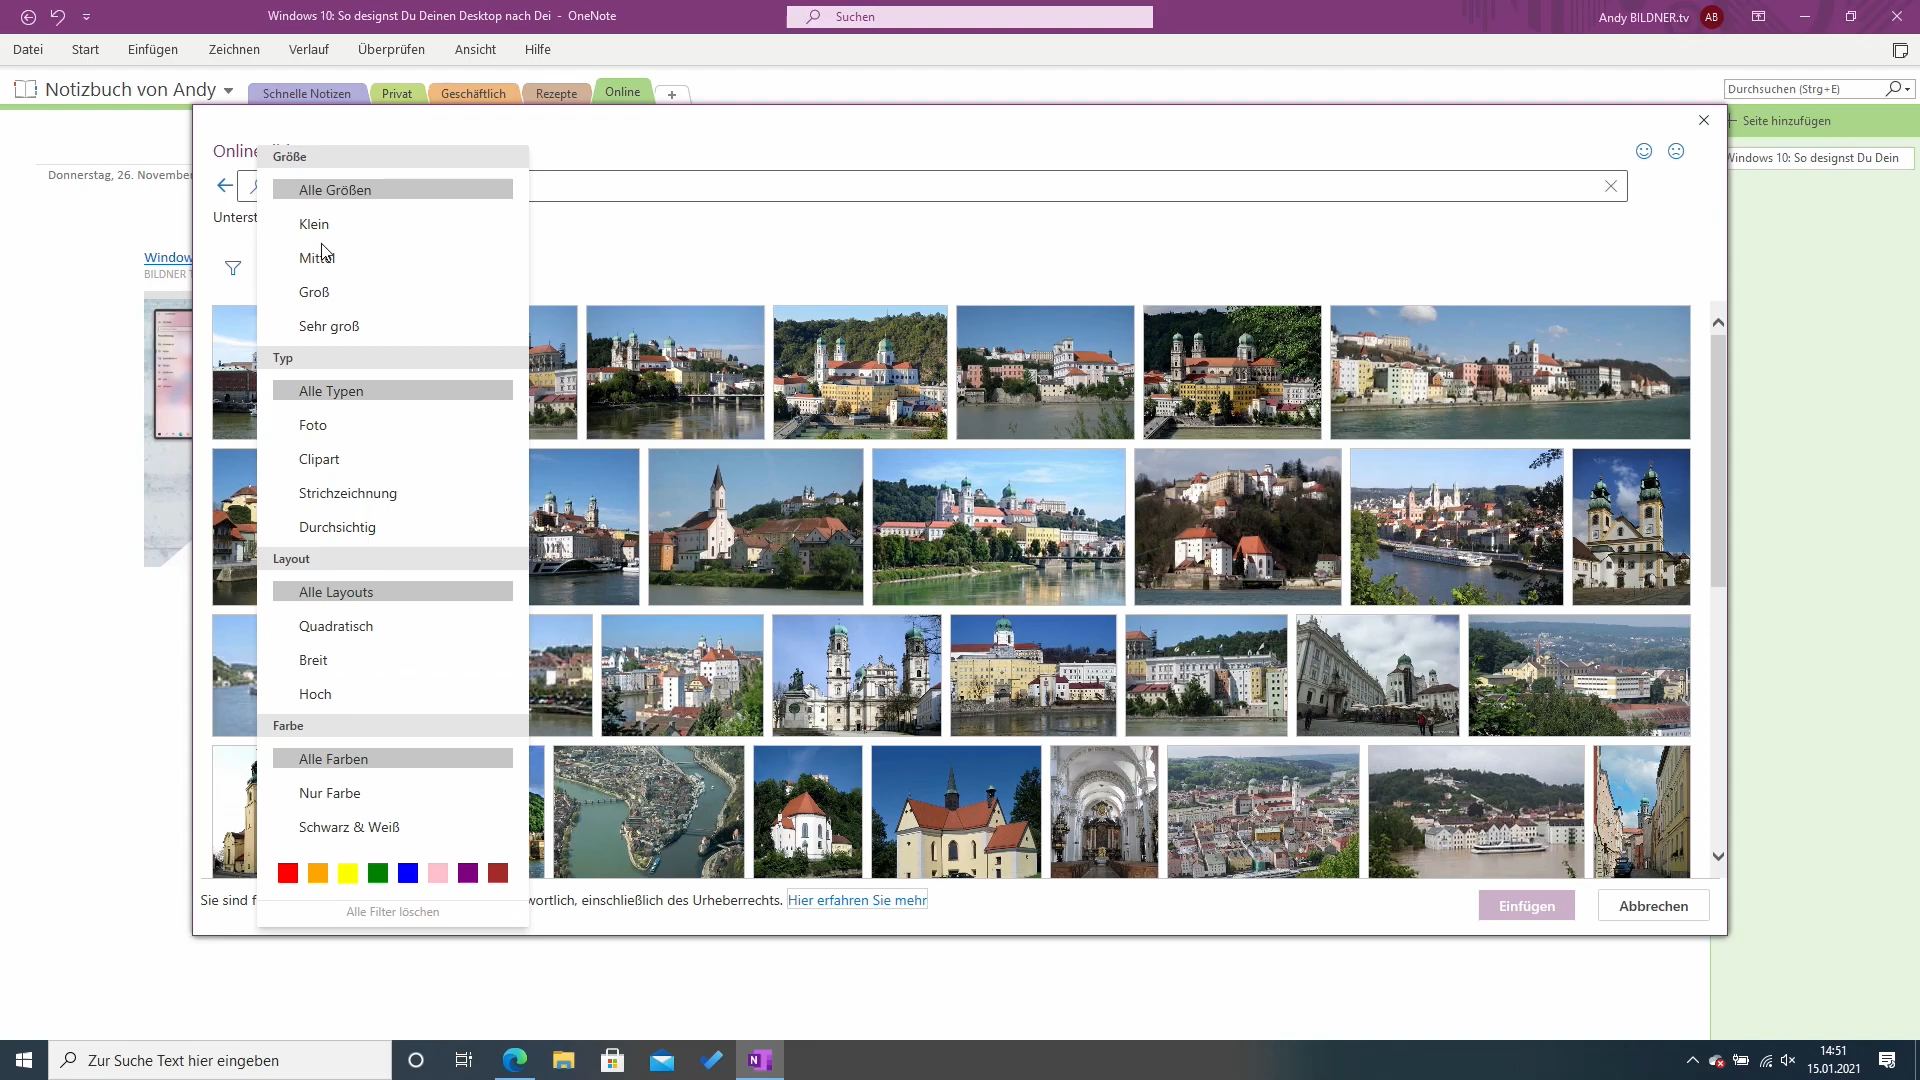 Windows 10: So designst Du Deinen Desktop nach Dei - OneNote
Suchen
Andy BILDNER.tv
AB
Datei
Start
Einfügen
Zeichnen
Verlauf
Überprüfen
Ansicht
Hilfe
Notizbuch von Andy
Schnelle Notizen
Privat
Geschäftlich
Rezepte
Online
Durchsuchen (Strg+E)
Seite hinzufügen
Windows 10: So designst Du Dein
Donnerstag, 26. November
Window
BILDNER T
Online
Unterst
Größe
Alle Größen
Klein
Mittel
Groß
Sehr groß
Typ
Alle Typen
Foto
Clipart
Strichzeichnung
Durchsichtig
Layout
Alle Layouts
Quadratisch
Breit
Hoch
Farbe
Alle Farben
Nur Farbe
Schwarz & Weiß
Alle Filter löschen
Sie sind f
wortlich, einschließlich des Urheberrechts. Hier erfahren Sie mehr
Einfügen
Abbrechen
Zur Suche Text hier eingeben
N
14:51
15.01.2021